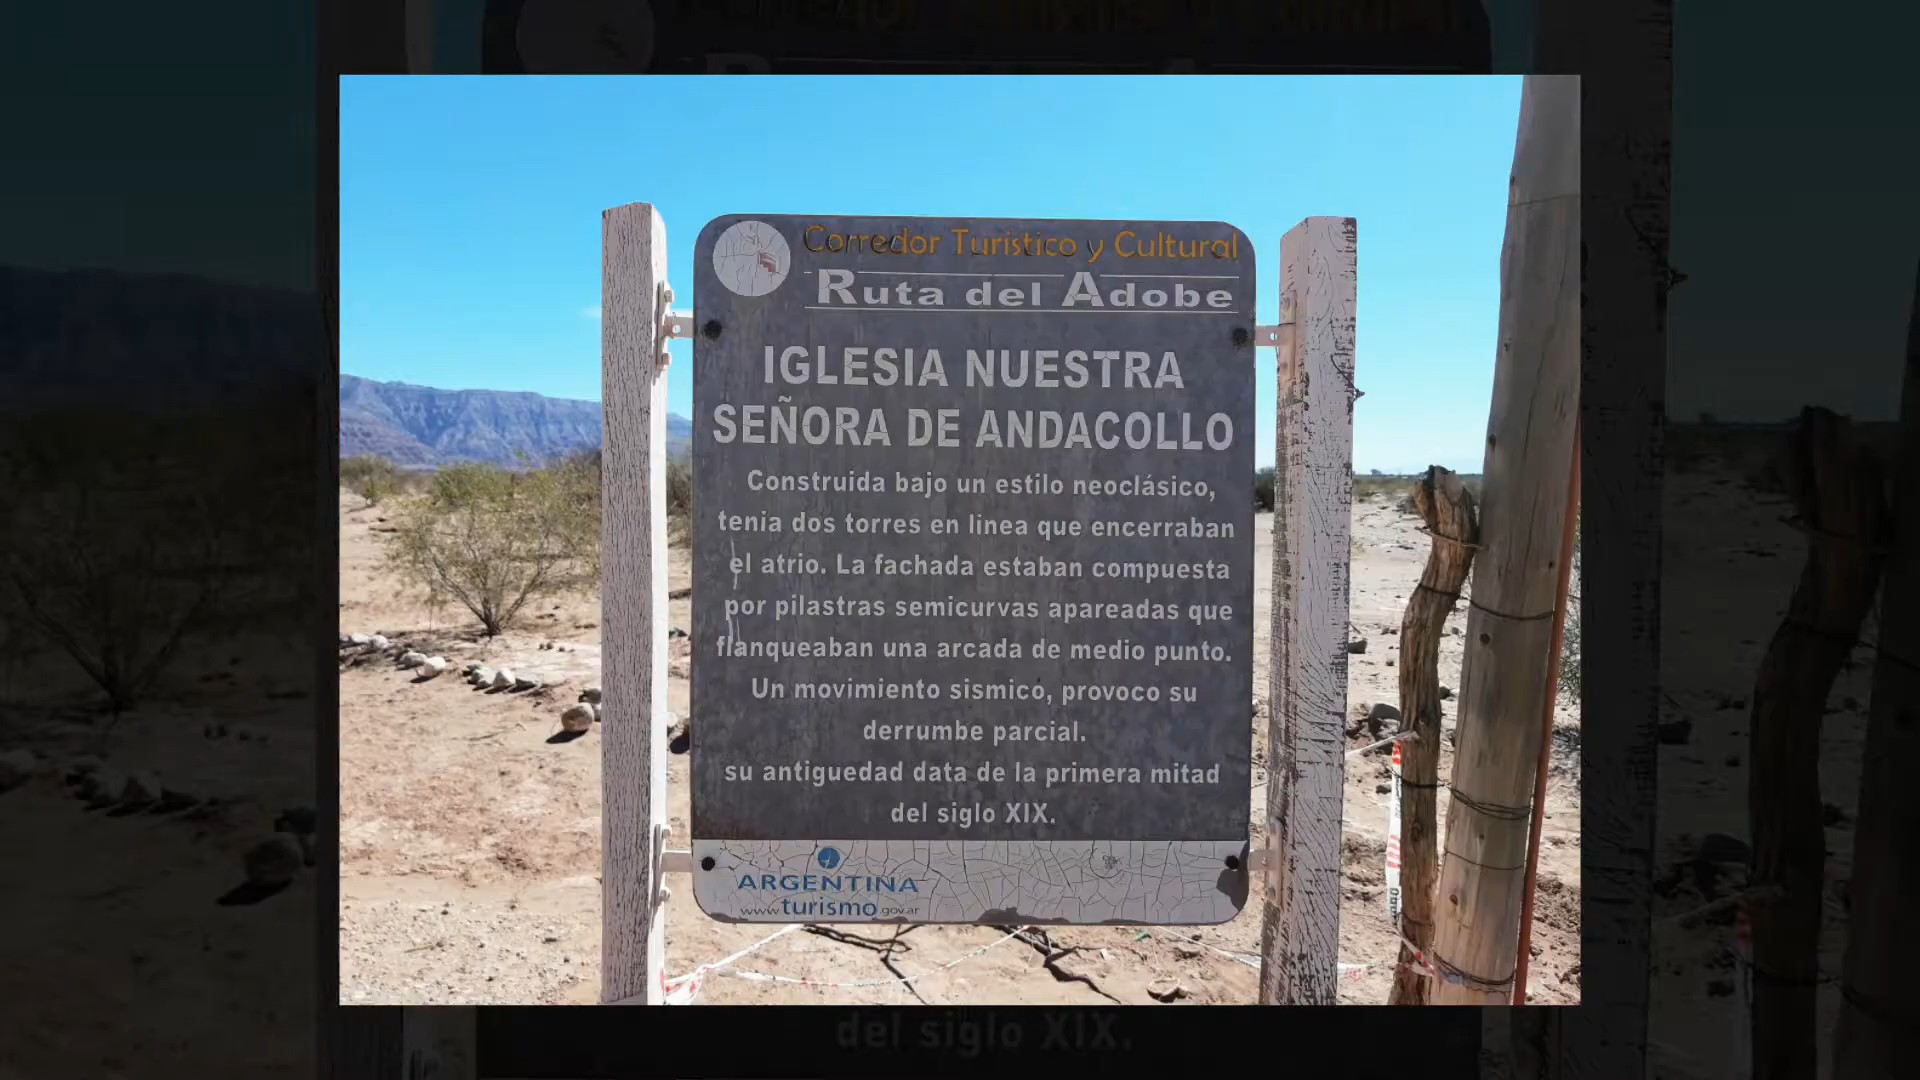 Corredor Turístico y Cultural
Ruta del Adobe
IGLESIA NUESTRA
SEÑORA DE ANDACOLLO
Construida bajo un estilo neoclásico,
tenia dos torres en linea que encerraban
el atrio. La fachada estaban compuesta
por pilastras semicurvas apareadas que
flanqueaban una arcada de medio punto.
Un movimiento sismico, provoco su
derrumbe parcial.
su antiguedad data de la primera mitad
del siglo XIX.
ARGENTINA
www.turismo.gov.ar
del siglo XIX.